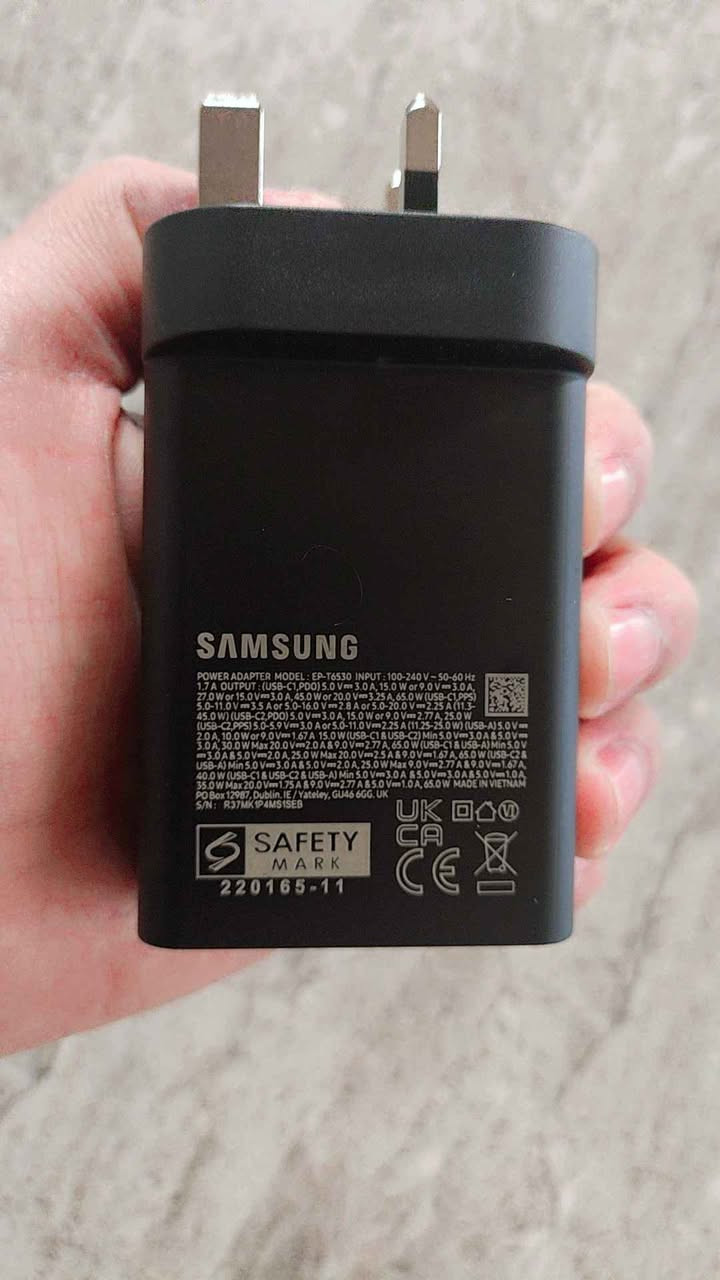 SAMSUNG
POWER ADAPTER MODEL : EP-T6530 INPUT : 100-240 V ~ 50-60 Hz
1.7 A OUTPUT : (USB-C1,PDO) 5.0 V⎓3.0 A, 15.0 W or 9.0 V⎓3.0 A,
27.0 W or 15.0 V⎓3.0 A, 45.0 W or 20.0 V⎓3.25 A, 65.0 W (USB-C1,PPS)
5.0-11.0 V⎓3.5 A or 5.0-16.0 V⎓2.8 A or 5.0-20.0 V⎓2.25 A (11.3-
45.0 W) (USB-C2,PDO) 5.0 V⎓3.0 A, 15.0 W or 9.0 V⎓2.77 A, 25.0 W
(USB-C2,PPS) 5.0-5.9 V⎓3.0 A or 5.0-11.0 V⎓2.25 A (11.25-25.0 W) (USB-A) 5.0 V⎓
2.0 A, 10.0 W or 9.0 V⎓1.67 A 15.0 W (USB-C1 & USB-C2) Min 5.0 V⎓3.0 A & 5.0 V⎓
3.0 A, 30.0 W Max 20.0 V⎓2.0 A & 9.0 V⎓2.77 A, 65.0 W (USB-C1 & USB-A) Min 5.0 V
⎓3.0 A & 5.0 V⎓2.0 A, 25.0 W Max 20.0 V⎓2.5 A & 9.0 V⎓1.67 A, 65.0 W (USB-C2 &
USB-A) Min 5.0 V⎓3.0 A & 5.0 V⎓2.0 A, 25.0 W Max 9.0 V⎓2.77 A & 9.0 V⎓1.67 A,
40.0 W (USB-C1 & USB-C2 & USB-A) Min 5.0 V⎓3.0 A & 5.0 V⎓3.0 A & 5.0 V⎓1.0 A,
35.0 W Max 20.0 V⎓1.75 A & 9.0 V⎓2.77 A & 5.0 V⎓1.0 A, 65.0 W MADE IN VIETNAM
PO Box 12987, Dublin. IE / Yateley, GU46 6GG. UK
S/N : R37MK1P4MS1SEB
UK
CA
VI
SAFETY
MARK
CE
220165-11